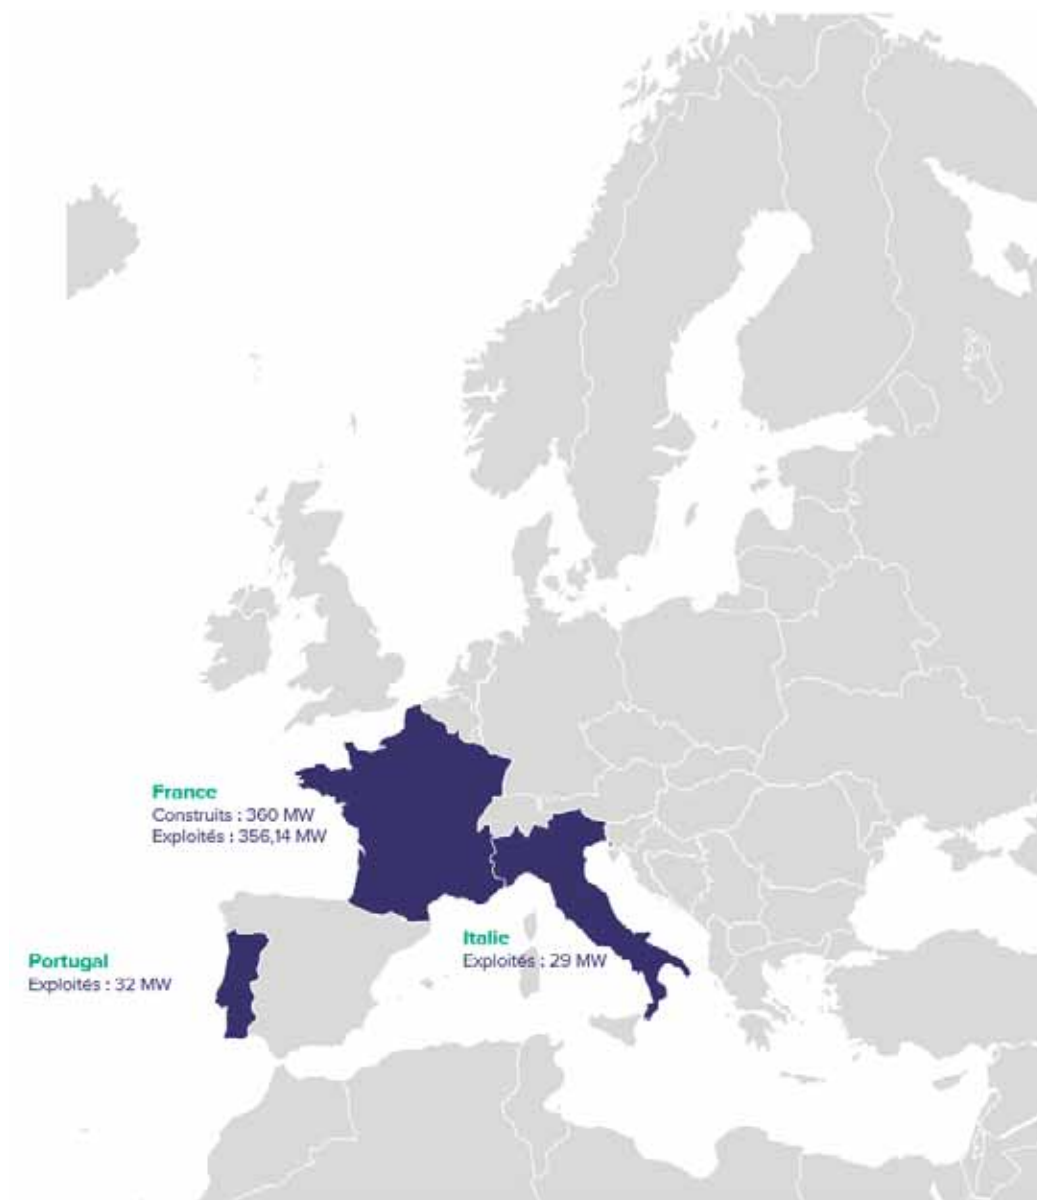 France
Construits : 360 MW
Exploités : 356,14 MW
Italie
Exploités : 29 MW
Portugal
Exploités : 32 MW